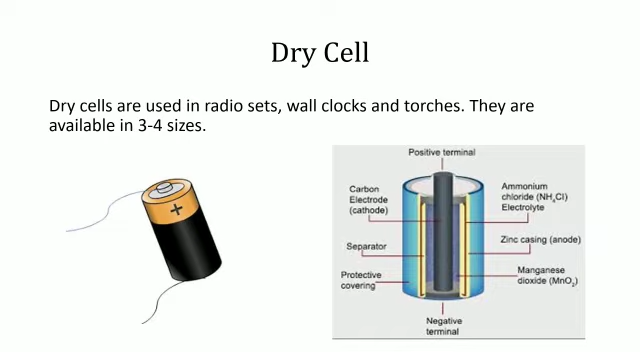 Dry Cell
Dry cells are used in radio sets, wall clocks and torches. They are
available in 3-4 sizes.
+
Positive terminal
Carbon
Electrode
(cathode)
Separator
Protective
covering
Ammonium
chloride (NH₄Cl)
Electrolyte
Zinc casing (anode)
Manganese
dioxide (MnO₂)
Negative
terminal